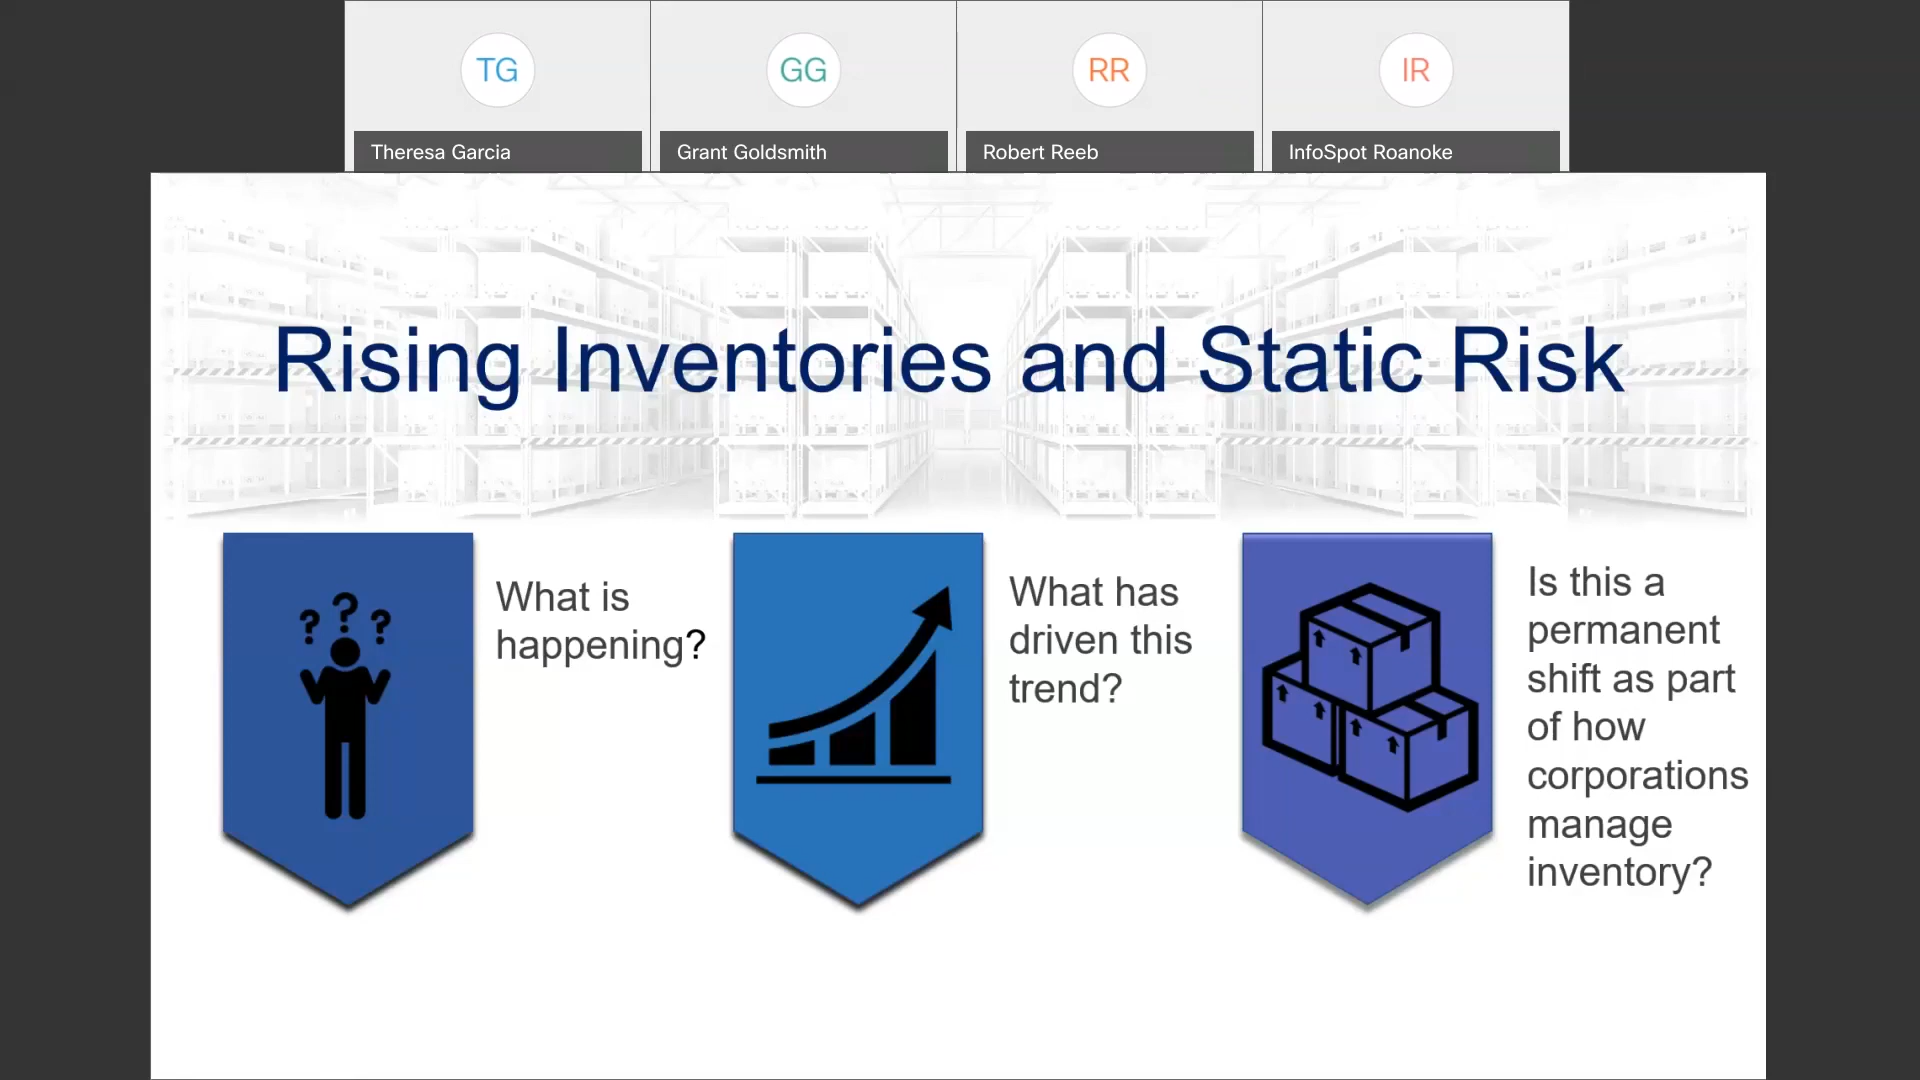 TG
GG
RR
IR
Theresa Garcia
Grant Goldsmith
Robert Reeb
InfoSpot Roanoke
Rising Inventories and Static Risk
? ? ?
What is
happening?
What has
driven this
trend?
Is this a
permanent
shift as part
of how
corporations
manage
inventory?